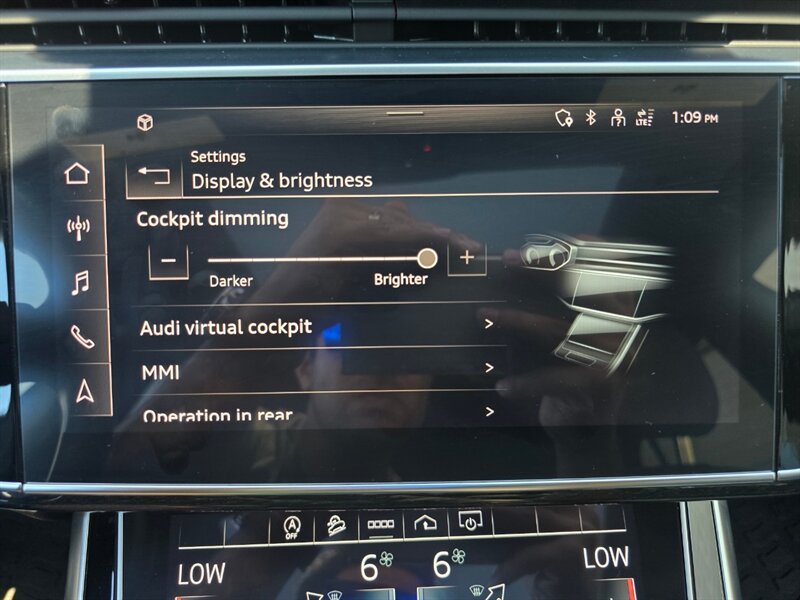 LTE 1:09 PM
Settings
Display & brightness
Cockpit dimming
Darker Brighter
Audi virtual cockpit
MMI
Operation in rear
A
OFF
LOW 6 6 LOW